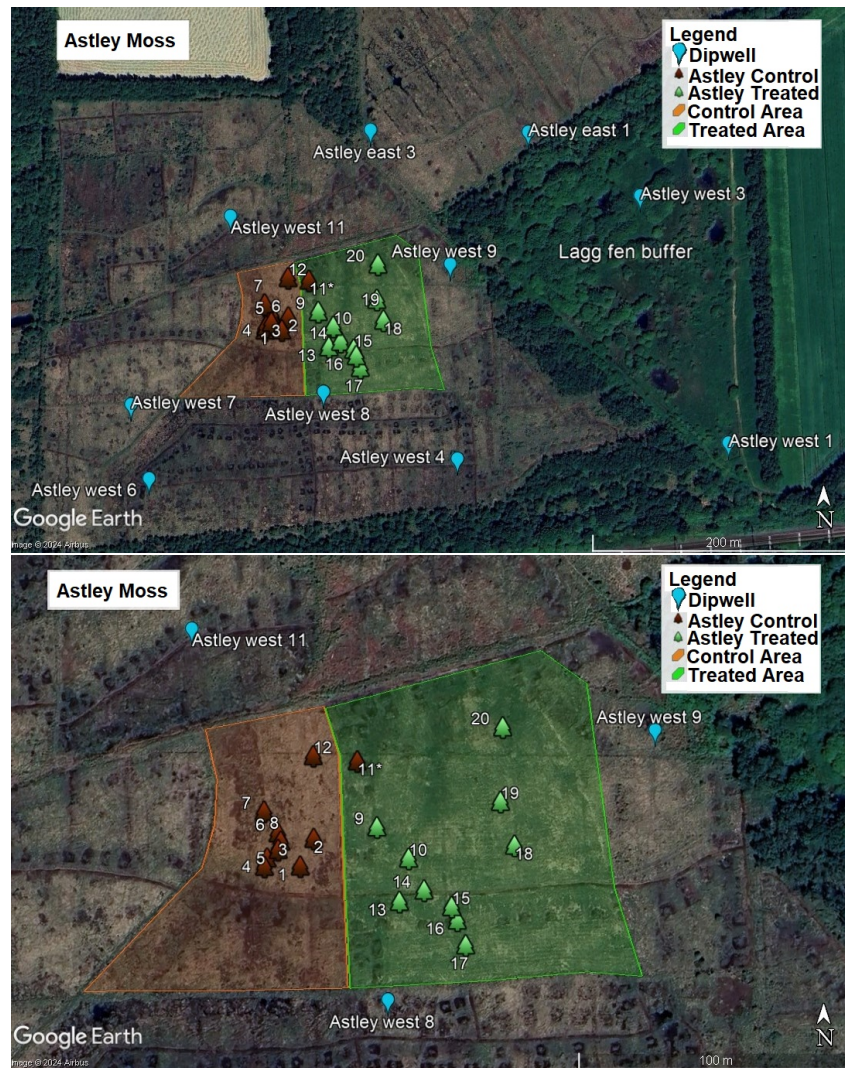 Astley Moss
Legend
Dipwell
Astley Control
Astley Treated
Control Area
Treated Area
Astley east 3
Astley east 1
Astley west 3
Astley west 11
Astley west 9
Lagg fen buffer
20
12
11*
7
5
6
9
19
10
18
4
3
2
1
14
15
13
16
17
Astley west 7
Astley west 8
Astley west 4
Astley west 1
Astley west 6
N
Google Earth
mage © 2024 Airbus
200 m
Astley Moss
Legend
Dipwell
Astley Control
Astley Treated
Control Area
Treated Area
Astley west 11
Astley west 9
20
12
11*
7
19
6
8
9
2
18
3
10
5
4
1
14
15
13
16
17
Astley west 8
N
Google Earth
mage © 2024 Airbus
100 m